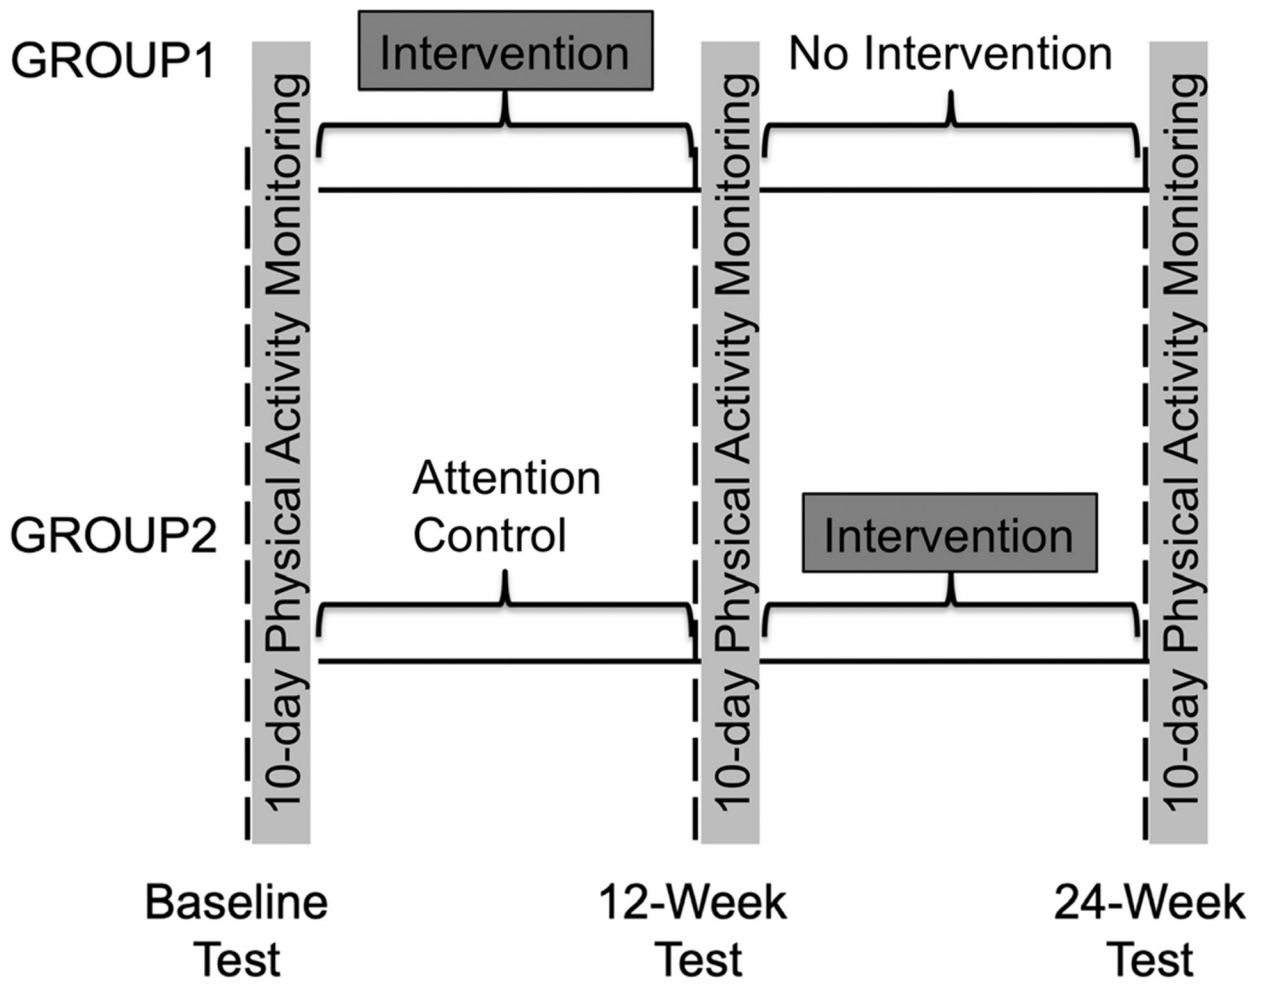 GROUP1
Intervention
No Intervention
10-day Physical Activity Monitoring
10-day Physical Activity Monitoring
10-day Physical Activity Monitoring
GROUP2
Attention
Control
Intervention
Baseline
Test
12-Week
Test
24-Week
Test